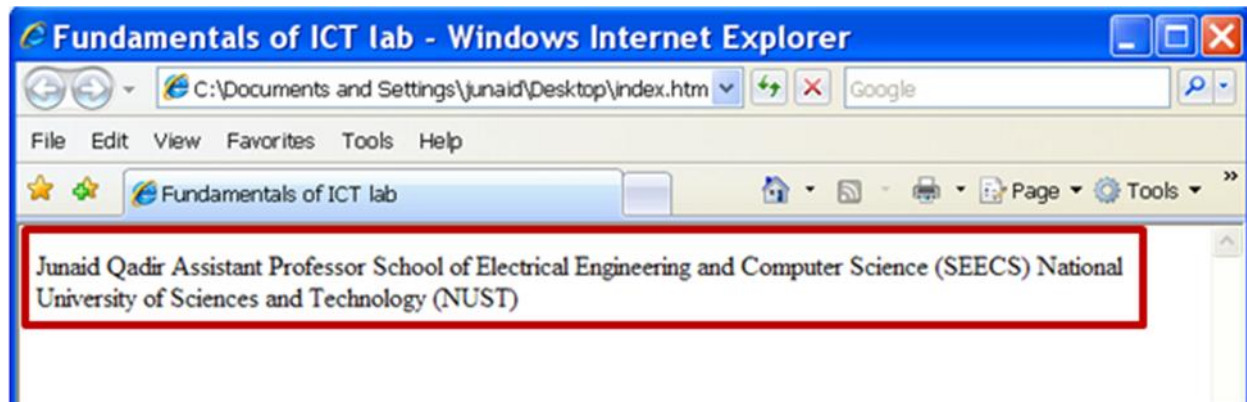 Fundamentals of ICT lab - Windows Internet Explorer
C:\Documents and Settings\junaid\Desktop\index.htm Google
File Edit View Favorites Tools Help
Fundamentals of ICT lab Page Tools »
Junaid Qadir Assistant Professor School of Electrical Engineering and Computer Science (SEECS) National
University of Sciences and Technology (NUST)